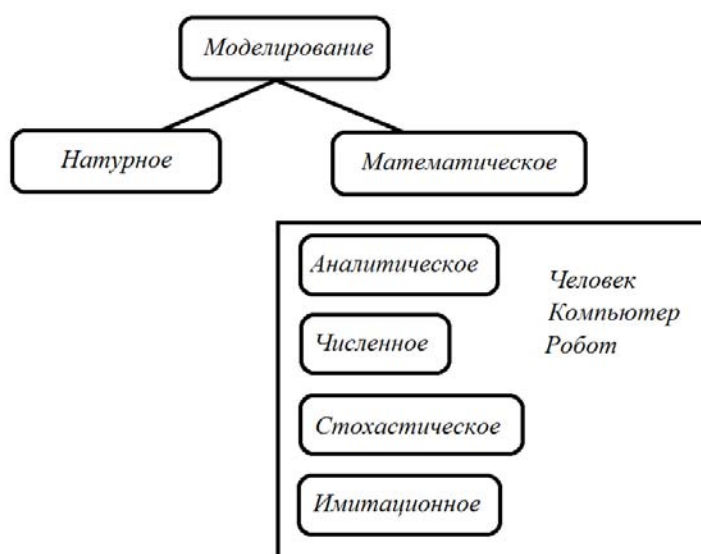 Моделирование
Натурное
Математическое
Аналитическое
Численное
Стохастическое
Имитационное
Человек
Компьютер
Робот